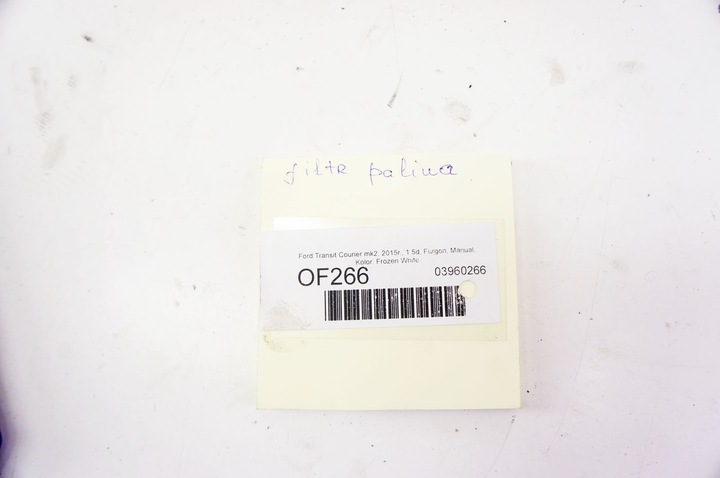 filtr paliwa
Ford Transit Courier mk2, 2015r., 1.5d, Furgon, Manual,
Kolor: Frozen White
OF266
03960266